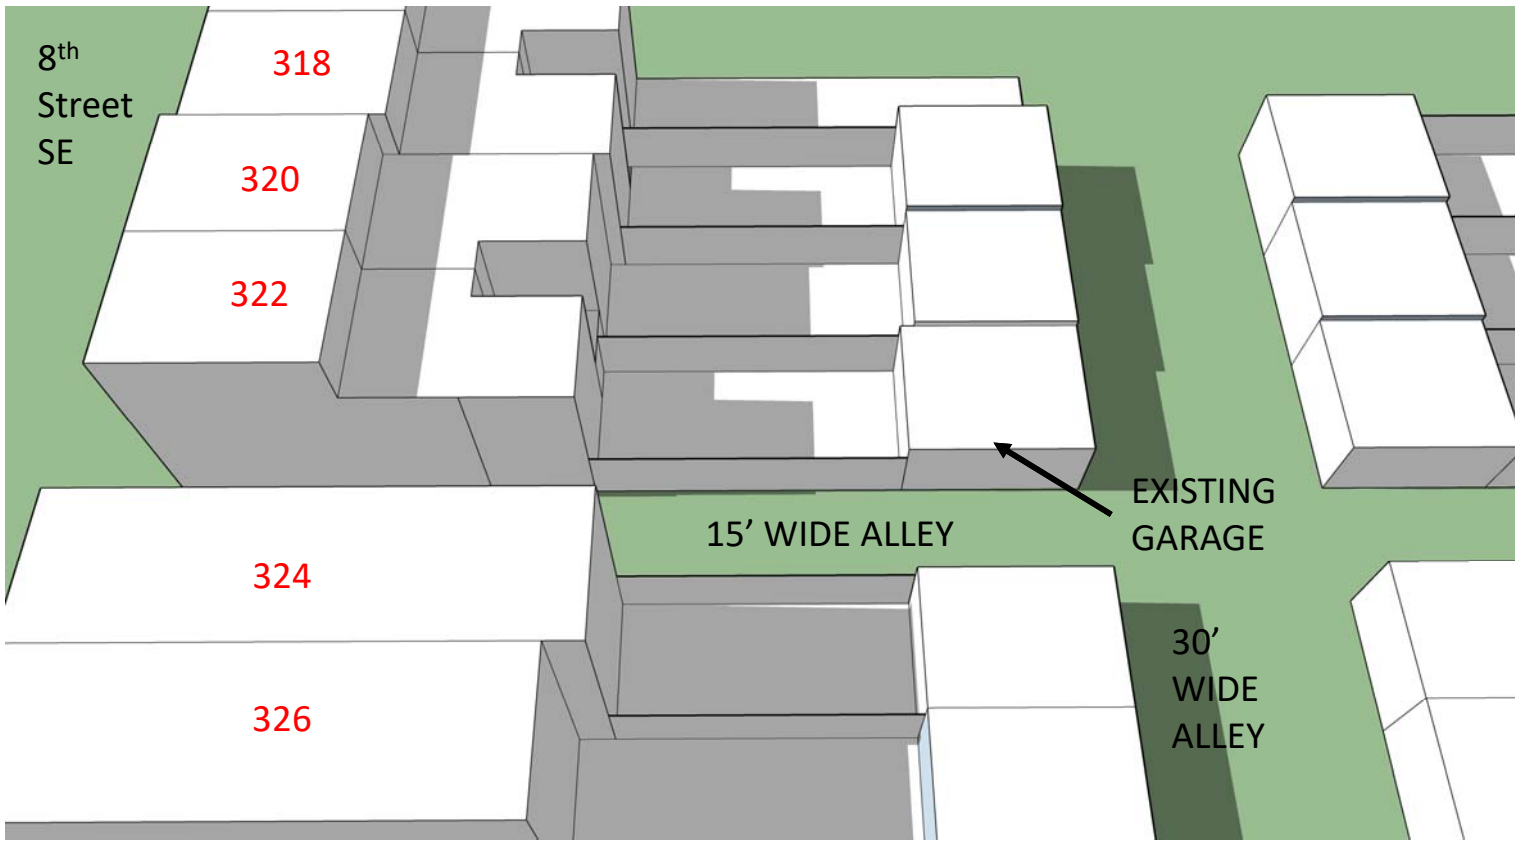 8th
Street
SE
318
320
322
EXISTING
GARAGE
15’ WIDE ALLEY
324
30’
WIDE
ALLEY
326